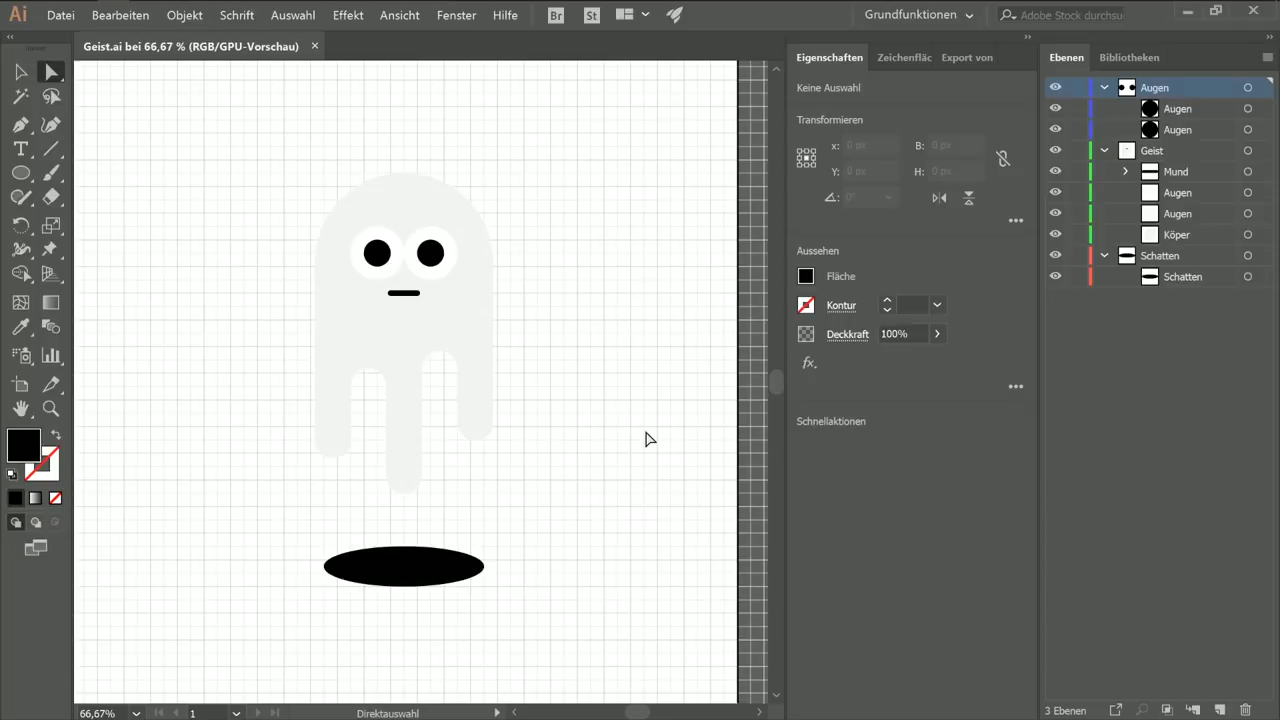 Ai Datei Bearbeiten Objekt Schrift Auswahl Effekt Ansicht Fenster Hilfe Br St Grundfunktionen Adobe Stock durchsu
Geist.ai bei 66,67 % (RGB/GPU-Vorschau)
Eigenschaften Zeichenfläc Export von
Keine Auswahl
Transformieren
x: 0 px B: 0 px
Y: 0 px H: 0 px
0°
Aussehen
Fläche
Kontur
Deckkraft 100%
fx.
Schnellaktionen
Ebenen Bibliotheken
Augen
Augen
Augen
Geist
Mund
Augen
Augen
Köper
Schatten
Schatten
3 Ebenen
66,67% 1 Direktauswahl